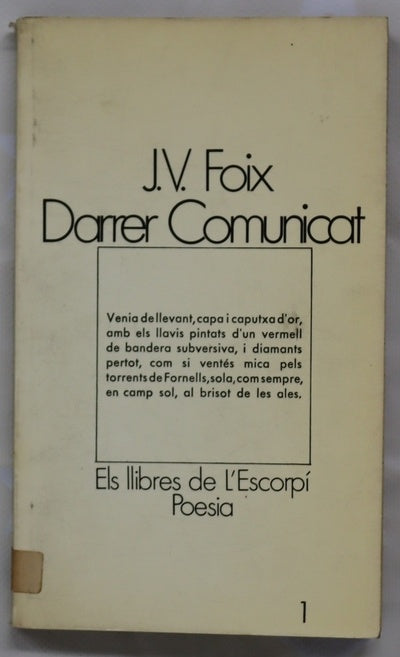 J.V. Foix
Darrer Comunicat
Venia de llevant, capa i caputxa d'or,
amb els llavis pintats d'un vermell
de bandera subversiva, i diamants
pertot, com si ventés mica pels
torrents de Fornells, sola, com sempre,
en camp sol, al brisot de les ales.
Els llibres de L'Escorpí
Poesia
1